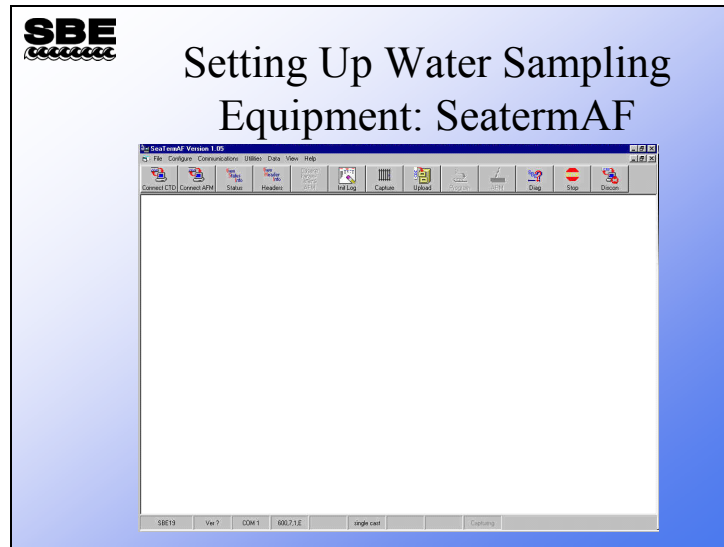 SBE
Setting Up Water Sampling
Equipment: SeatermAF
SeaTermAF Version 1.05
File Configure Communications Utilities Data View Help
Connect CTD Connect AFM Status Headers Init Log Capture Upload Program Diag Stop Discon
SBE19 Ver ? COM 1 600,7,1,E single cast Capturing